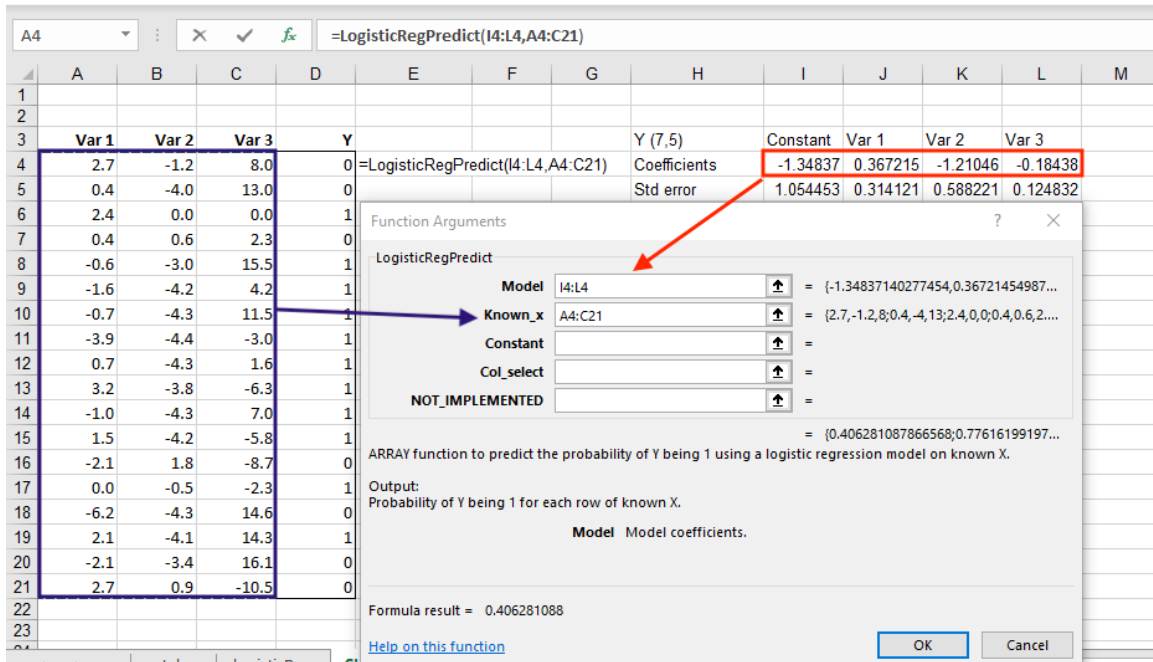 A4 =LogisticRegPredict(I4:L4,A4:C21)
A B C D E F G H I J K L M
1
2
3 Var 1 Var 2 Var 3 Y Y (7,5) Constant Var 1 Var 2 Var 3
4 2.7 -1.2 8.0 0 =LogisticRegPredict(I4:L4,A4:C21) Coefficients -1.34837 0.367215 -1.21046 -0.18438
5 0.4 -4.0 13.0 0 Std error 1.054453 0.314121 0.588221 0.124832
6 2.4 0.0 0.0 1
7 0.4 0.6 2.3 0
8 -0.6 -3.0 15.5 1
9 -1.6 -4.2 4.2 1
10 -0.7 -4.3 11.5 1
11 -3.9 -4.4 -3.0 1
12 0.7 -4.3 1.6 1
13 3.2 -3.8 -6.3 1
14 -1.0 -4.3 7.0 1
15 1.5 -4.2 -5.8 1
16 -2.1 1.8 -8.7 0
17 0.0 -0.5 -2.3 1
18 -6.2 -4.3 14.6 0
19 2.1 -4.1 14.3 1
20 -2.1 -3.4 16.1 0
21 2.7 0.9 -10.5 0
22
23
Function Arguments ? ×
LogisticRegPredict
Model I4:L4 = {-1.34837140277454,0.36721454987...
Known_x A4:C21 = {2.7,-1.2,8;0.4,-4,13;2.4,0,0;0.4,0.6,2....
Constant =
Col_select =
NOT_IMPLEMENTED =
= {0.406281087866568;0.77616199197...
ARRAY function to predict the probability of Y being 1 using a logistic regression model on known X.
Output:
Probability of Y being 1 for each row of known X.
Model Model coefficients.
Formula result = 0.406281088
Help on this function OK Cancel